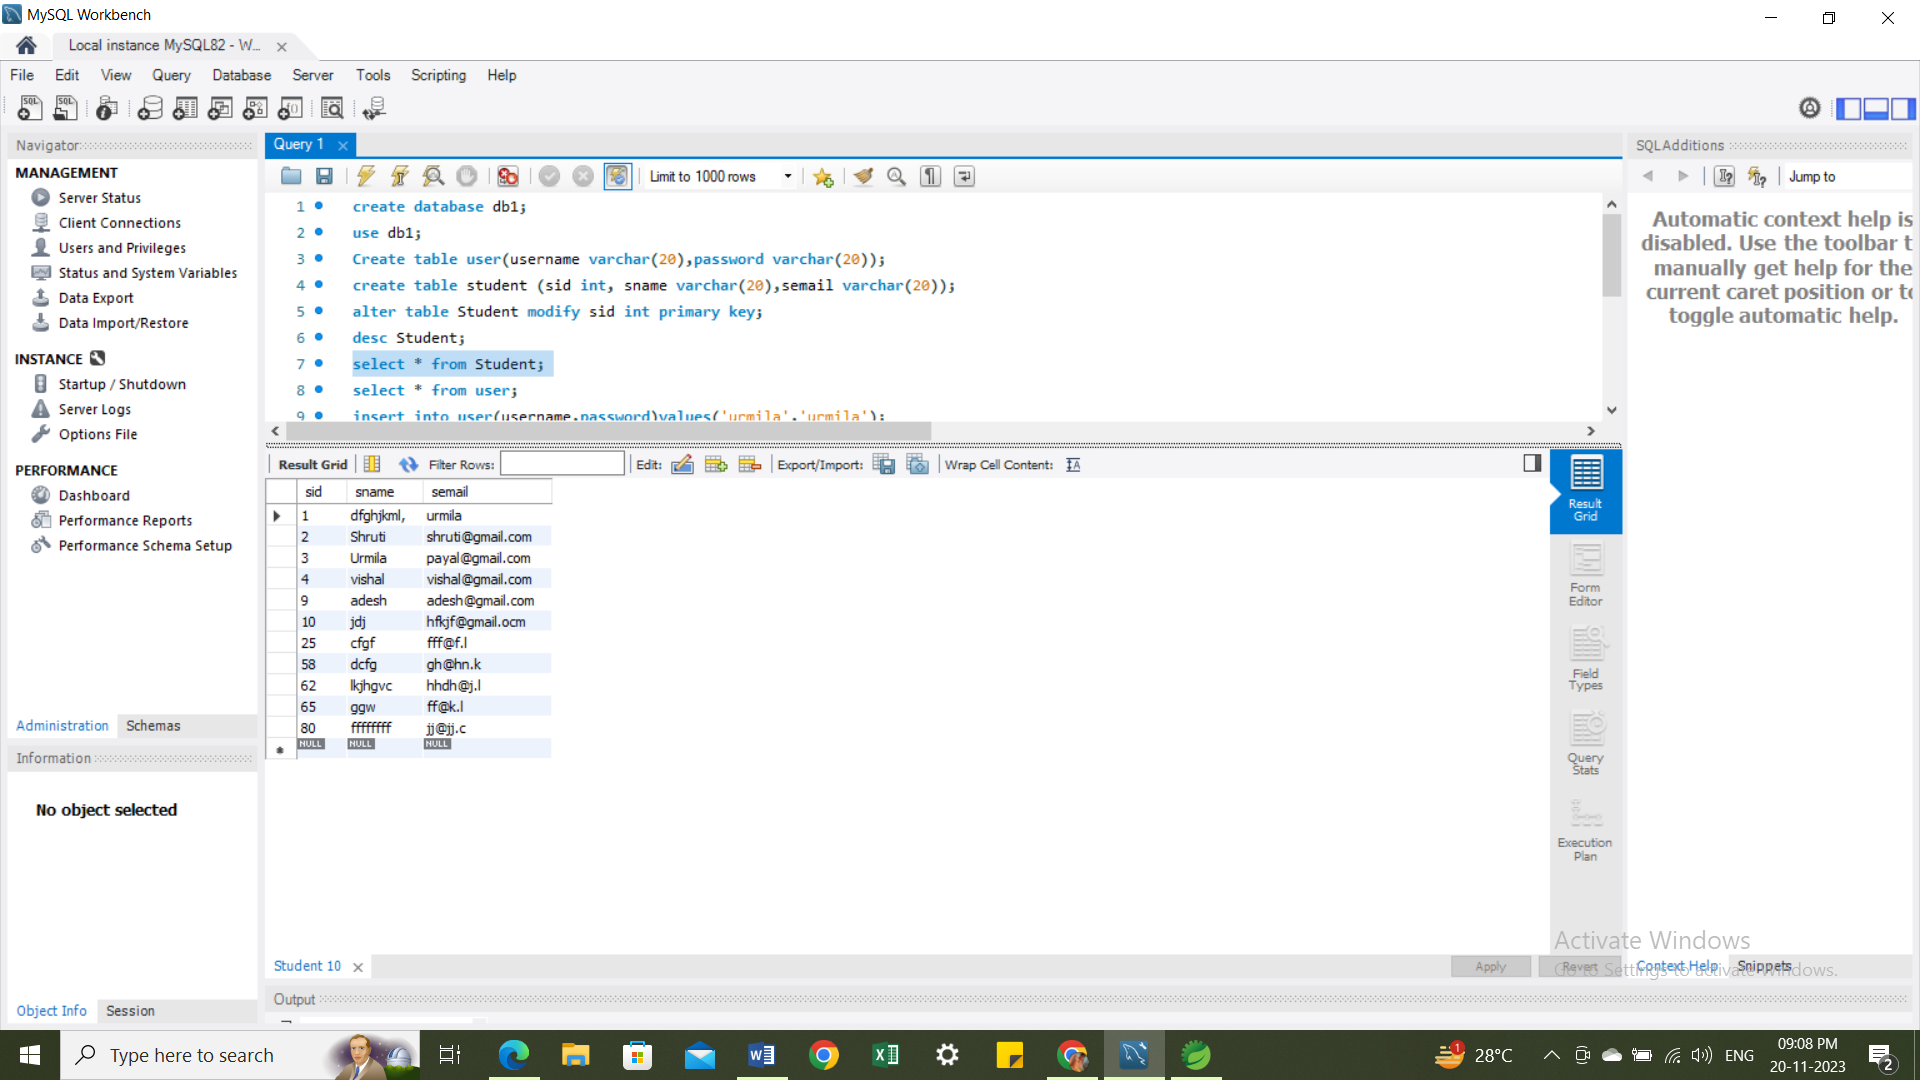 MySQL Workbench
Local instance MySQL82 - W...
File Edit View Query Database Server Tools Scripting Help
Navigator
MANAGEMENT
Server Status
Client Connections
Users and Privileges
Status and System Variables
Data Export
Data Import/Restore
INSTANCE
Startup / Shutdown
Server Logs
Options File
PERFORMANCE
Dashboard
Performance Reports
Performance Schema Setup
Administration Schemas
Information
No object selected
Object Info Session
Query 1
Limit to 1000 rows
1 create database db1;
2 use db1;
3 Create table user(username varchar(20),password varchar(20));
4 create table student (sid int, sname varchar(20),semail varchar(20));
5 alter table Student modify sid int primary key;
6 desc Student;
7 select * from Student;
8 select * from user;
9 insert into user(username,password)values('urmila','urmila');
Result Grid Filter Rows: Edit: Export/Import: Wrap Cell Content:
sid sname semail
1 dfghjkml, urmila
2 Shruti shruti@gmail.com
3 Urmila payal@gmail.com
4 vishal vishal@gmail.com
9 adesh adesh@gmail.com
10 jdj hfkjf@gmail.ocm
25 cfgf fff@f.l
58 dcfg gh@hn.k
62 lkjhgvc hhdh@j.l
65 ggw ff@k.l
80 ffffffff jj@jj.c
NULL NULL NULL
Result
Grid
Form
Editor
Field
Types
Query
Stats
Execution
Plan
Student 10
Apply Revert
Output
SQLAdditions
Jump to
Automatic context help is
disabled. Use the toolbar t
manually get help for the
current caret position or to
toggle automatic help.
Activate Windows
Go to Settings to activate Windows.
Context Help Snippets
Type here to search
1
28°C
ENG
09:08 PM
20-11-2023
2